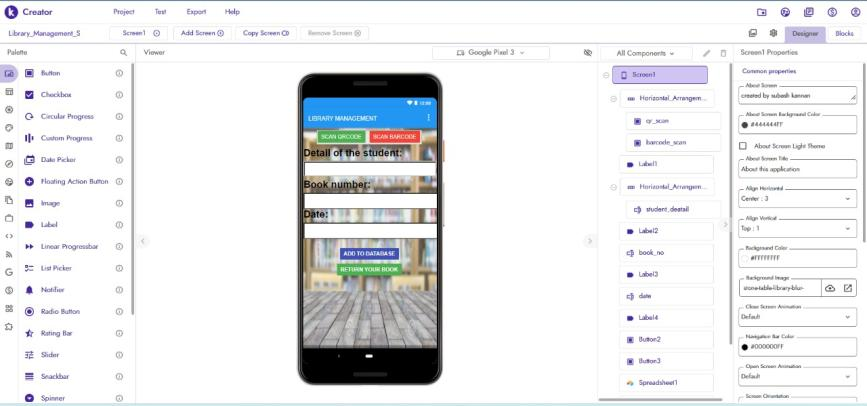 Creator
Project Test Export Help
Library_Management_S
Screen1
Add Screen
Copy Screen
Remove Screen
Designer
Blocks
Palette
Button
Checkbox
Circular Progress
Custom Progress
Date Picker
Floating Action Button
Image
Label
Linear Progressbar
List Picker
Notifier
Radio Button
Rating Bar
Slider
Snackbar
Spinner
Viewer
Google Pixel 3
LIBRARY MANAGEMENT
SCAN QRCODE
SCAN BARCODE
Detail of the student:
Book number:
Date:
ADD TO DATABASE
RETURN YOUR BOOK
All Components
Screen1
Horizontal_Arrangem...
qr_scan
barcode_scan
Label1
Horizontal_Arrangem...
student_deatail
Label2
book_no
Label3
date
Label4
Button2
Button3
Spreadsheet1
Screen1 Properties
Common properties
About Screen
created by subash kannan
About Screen Background Color
#444444FF
About Screen Light Theme
About Screen Title
About this application
Align Horizontal
Center : 3
Align Vertical
Top : 1
Background Color
#FFFFFFFF
Background Image
stone-table-library-blur-
Close Screen Animation
Default
Navigation Bar Color
#000000FF
Open Screen Animation
Default
Screen Orientation